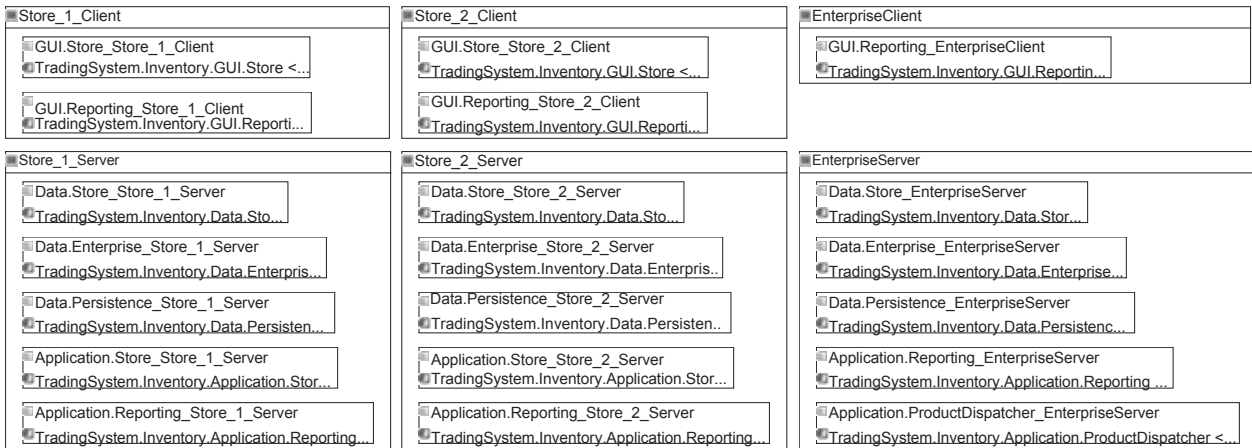 Store_1_Client
GUI.Store_Store_1_Client
TradingSystem.Inventory.GUI.Store <...
GUI.Reporting_Store_1_Client
TradingSystem.Inventory.GUI.Reporti...
Store_2_Client
GUI.Store_Store_2_Client
TradingSystem.Inventory.GUI.Store <...
GUI.Reporting_Store_2_Client
TradingSystem.Inventory.GUI.Reporti...
EnterpriseClient
GUI.Reporting_EnterpriseClient
TradingSystem.Inventory.GUI.Reportin...
Store_1_Server
Data.Store_Store_1_Server
TradingSystem.Inventory.Data.Sto...
Data.Enterprise_Store_1_Server
TradingSystem.Inventory.Data.Enterpris...
Data.Persistence_Store_1_Server
TradingSystem.Inventory.Data.Persisten...
Application.Store_Store_1_Server
TradingSystem.Inventory.Application.Stor...
Application.Reporting_Store_1_Server
TradingSystem.Inventory.Application.Reporting...
Store_2_Server
Data.Store_Store_2_Server
TradingSystem.Inventory.Data.Sto...
Data.Enterprise_Store_2_Server
TradingSystem.Inventory.Data.Enterpris..
Data.Persistence_Store_2_Server
TradingSystem.Inventory.Data.Persisten..
Application.Store_Store_2_Server
TradingSystem.Inventory.Application.Stor...
Application.Reporting_Store_2_Server
TradingSystem.Inventory.Application.Reporting...
EnterpriseServer
Data.Store_EnterpriseServer
TradingSystem.Inventory.Data.Stor...
Data.Enterprise_EnterpriseServer
TradingSystem.Inventory.Data.Enterprise...
Data.Persistence_EnterpriseServer
TradingSystem.Inventory.Data.Persistenc...
Application.Reporting_EnterpriseServer
TradingSystem.Inventory.Application.Reporting ...
Application.ProductDispatcher_EnterpriseServer
TradingSystem.Inventory.Application.ProductDispatcher <...